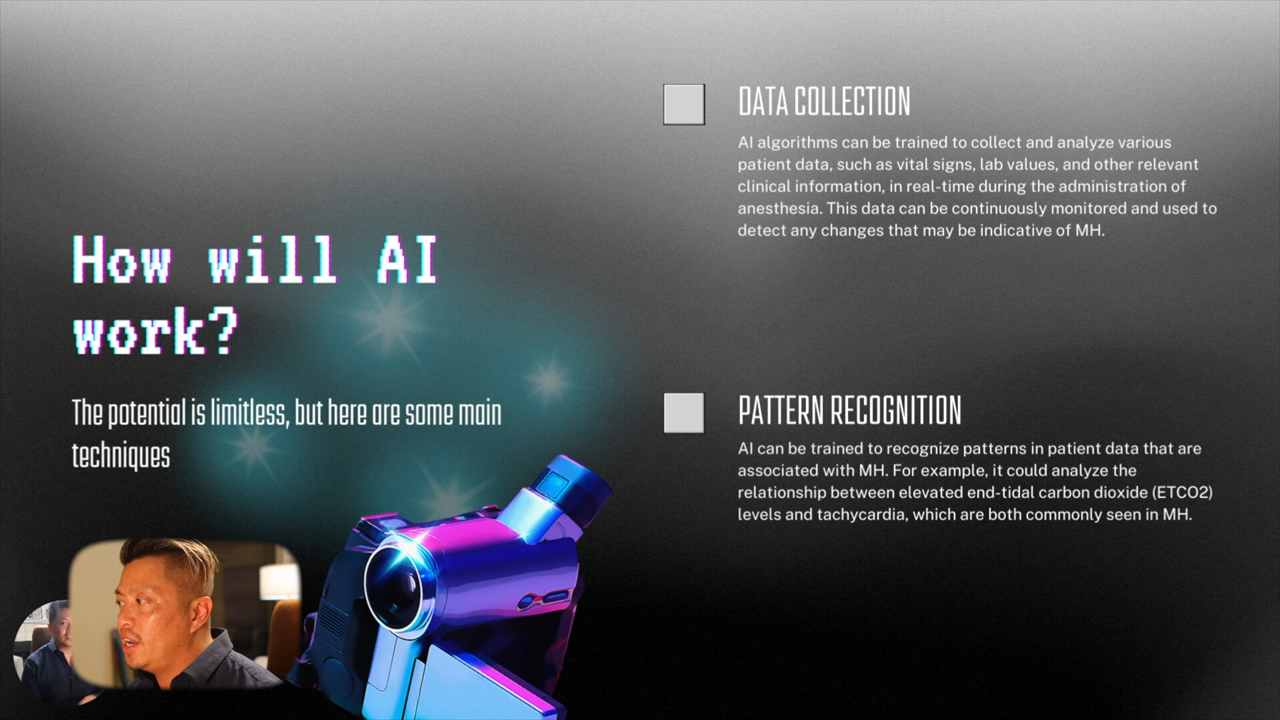 How will AI
work?
The potential is limitless, but here are some main
techniques
DATA COLLECTION
AI algorithms can be trained to collect and analyze various
patient data, such as vital signs, lab values, and other relevant
clinical information, in real-time during the administration of
anesthesia. This data can be continuously monitored and used to
detect any changes that may be indicative of MH.
PATTERN RECOGNITION
AI can be trained to recognize patterns in patient data that are
associated with MH. For example, it could analyze the
relationship between elevated end-tidal carbon dioxide (ETCO2)
levels and tachycardia, which are both commonly seen in MH.